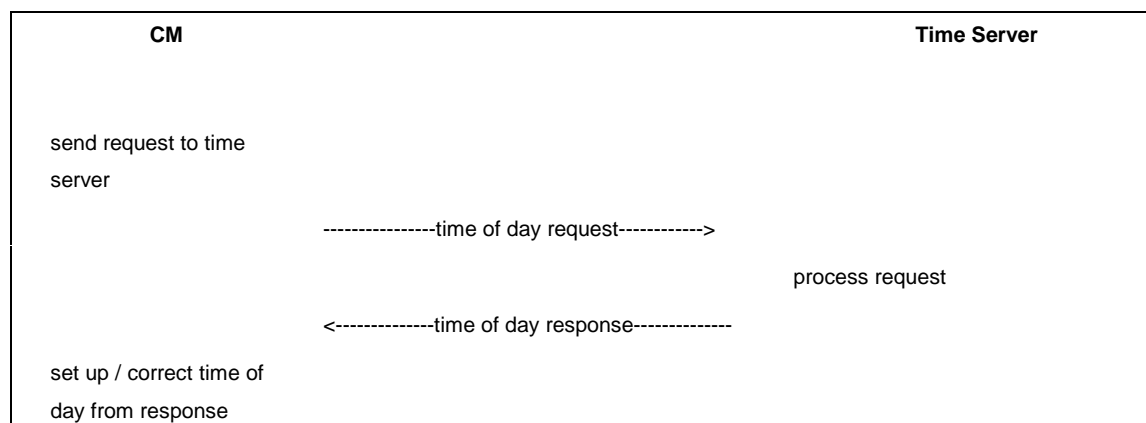 CM Time Server
send request to time
server
----------------time of day request------------>
process request
<--------------time of day response--------------
set up / correct time of
day from response